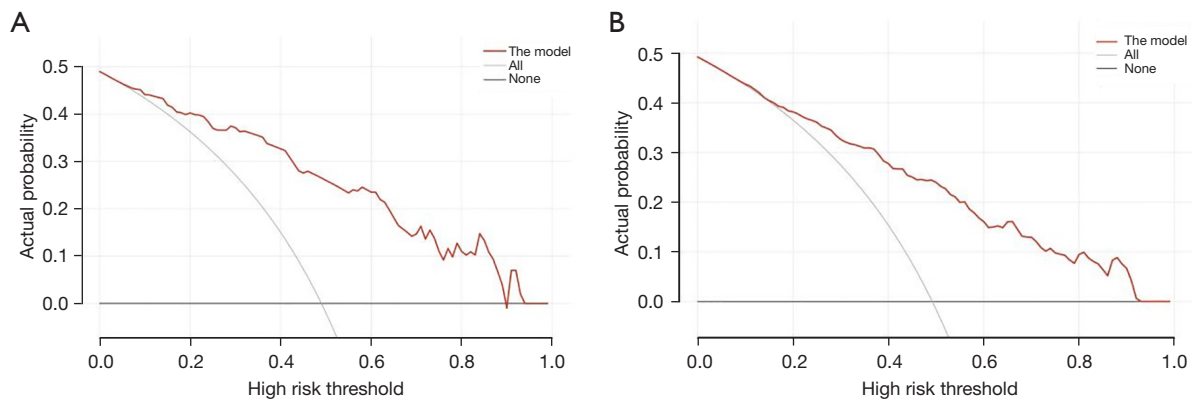 A
The model
All
None
0.5
0.4
0.3
0.2
0.1
0.0
Actual probability
0.0 0.2 0.4 0.6 0.8 1.0
High risk threshold
B
The model
All
None
0.5
0.4
0.3
0.2
0.1
0.0
Actual probability
0.0 0.2 0.4 0.6 0.8 1.0
High risk threshold